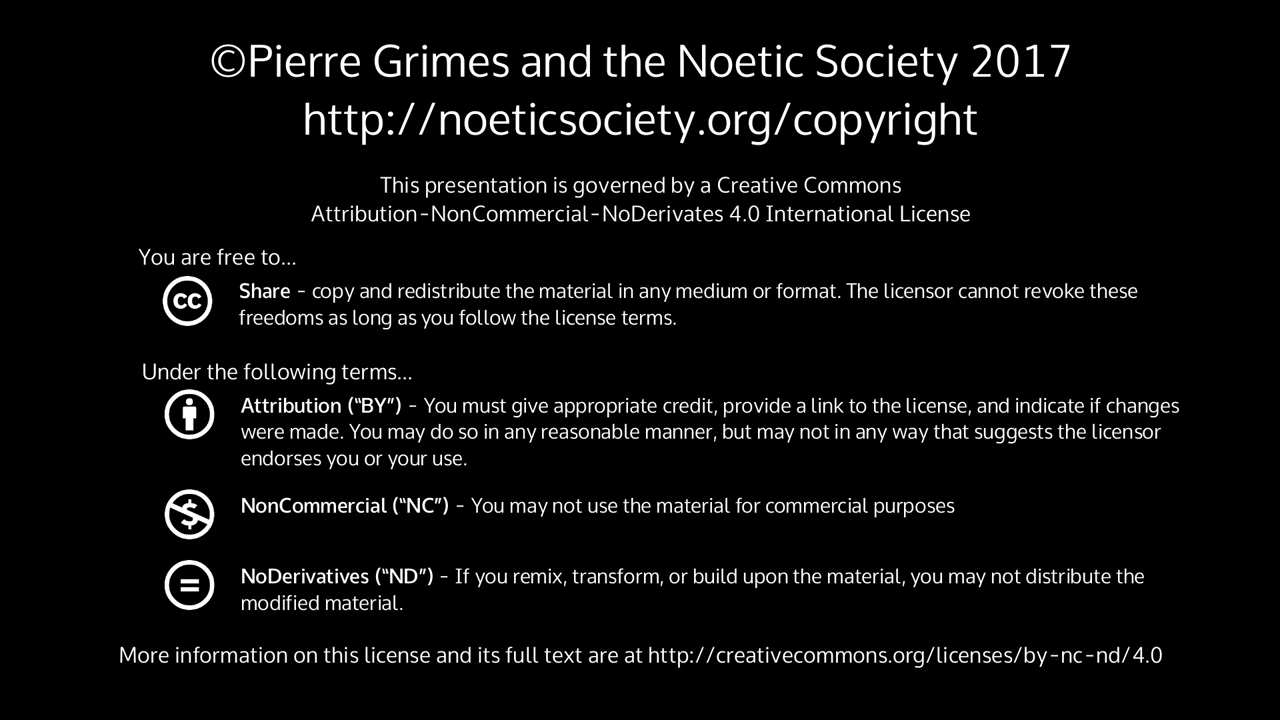 ©Pierre Grimes and the Noetic Society 2017
http://noeticsociety.org/copyright
This presentation is governed by a Creative Commons
Attribution-NonCommercial-NoDerivates 4.0 International License
You are free to...
cc
Share - copy and redistribute the material in any medium or format. The licensor cannot revoke these
freedoms as long as you follow the license terms.
Under the following terms...
Attribution (“BY”) - You must give appropriate credit, provide a link to the license, and indicate if changes
were made. You may do so in any reasonable manner, but may not in any way that suggests the licensor
endorses you or your use.
$
NonCommercial (“NC”) - You may not use the material for commercial purposes
=
NoDerivatives (“ND”) - If you remix, transform, or build upon the material, you may not distribute the
modified material.
More information on this license and its full text are at http://creativecommons.org/licenses/by-nc-nd/4.0